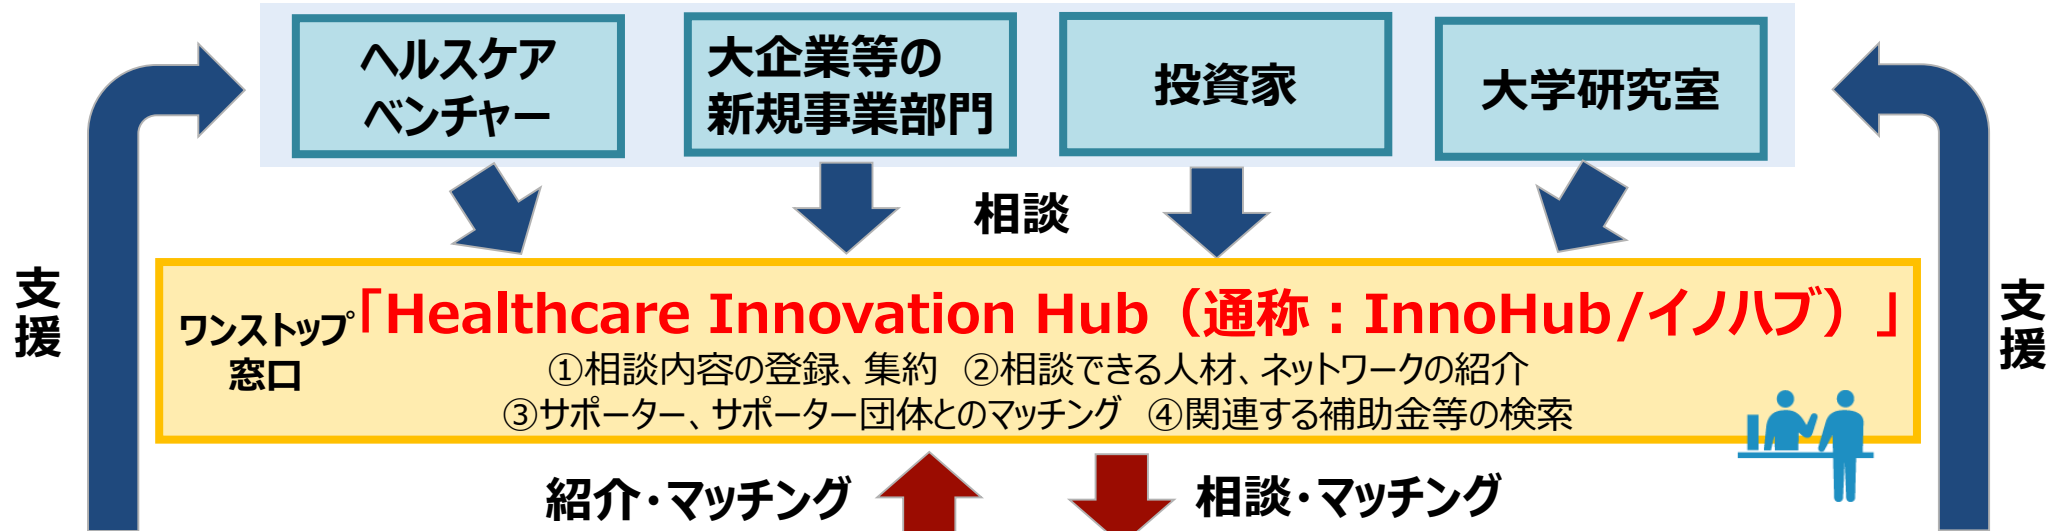 ヘルスケア
ベンチャー
大企業等の
新規事業部門
投資家
大学研究室
相談
支援
支援
ワンストップ
窓口
「Healthcare Innovation Hub（通称：InnoHub/イノハブ）」
①相談内容の登録、集約 ②相談できる人材、ネットワークの紹介
③サポーター、サポーター団体とのマッチング ④関連する補助金等の検索
紹介・マッチング
相談・マッチング